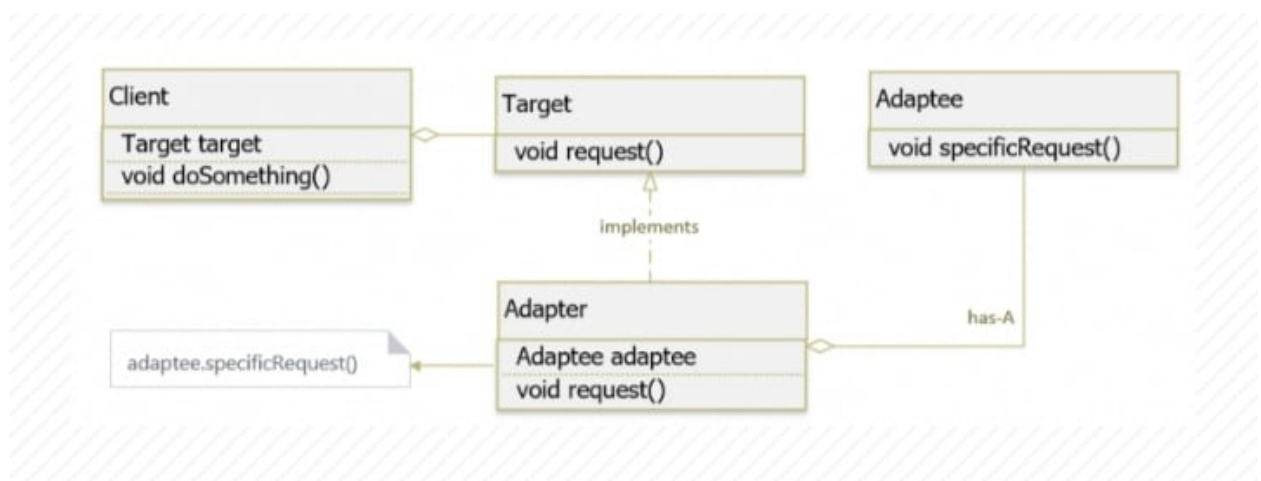 Client
Target target
void doSomething()
Target
void request()
Adaptee
void specificRequest()
implements
Adapter
Adaptee adaptee
void request()
has-A
adaptee.specificRequest()